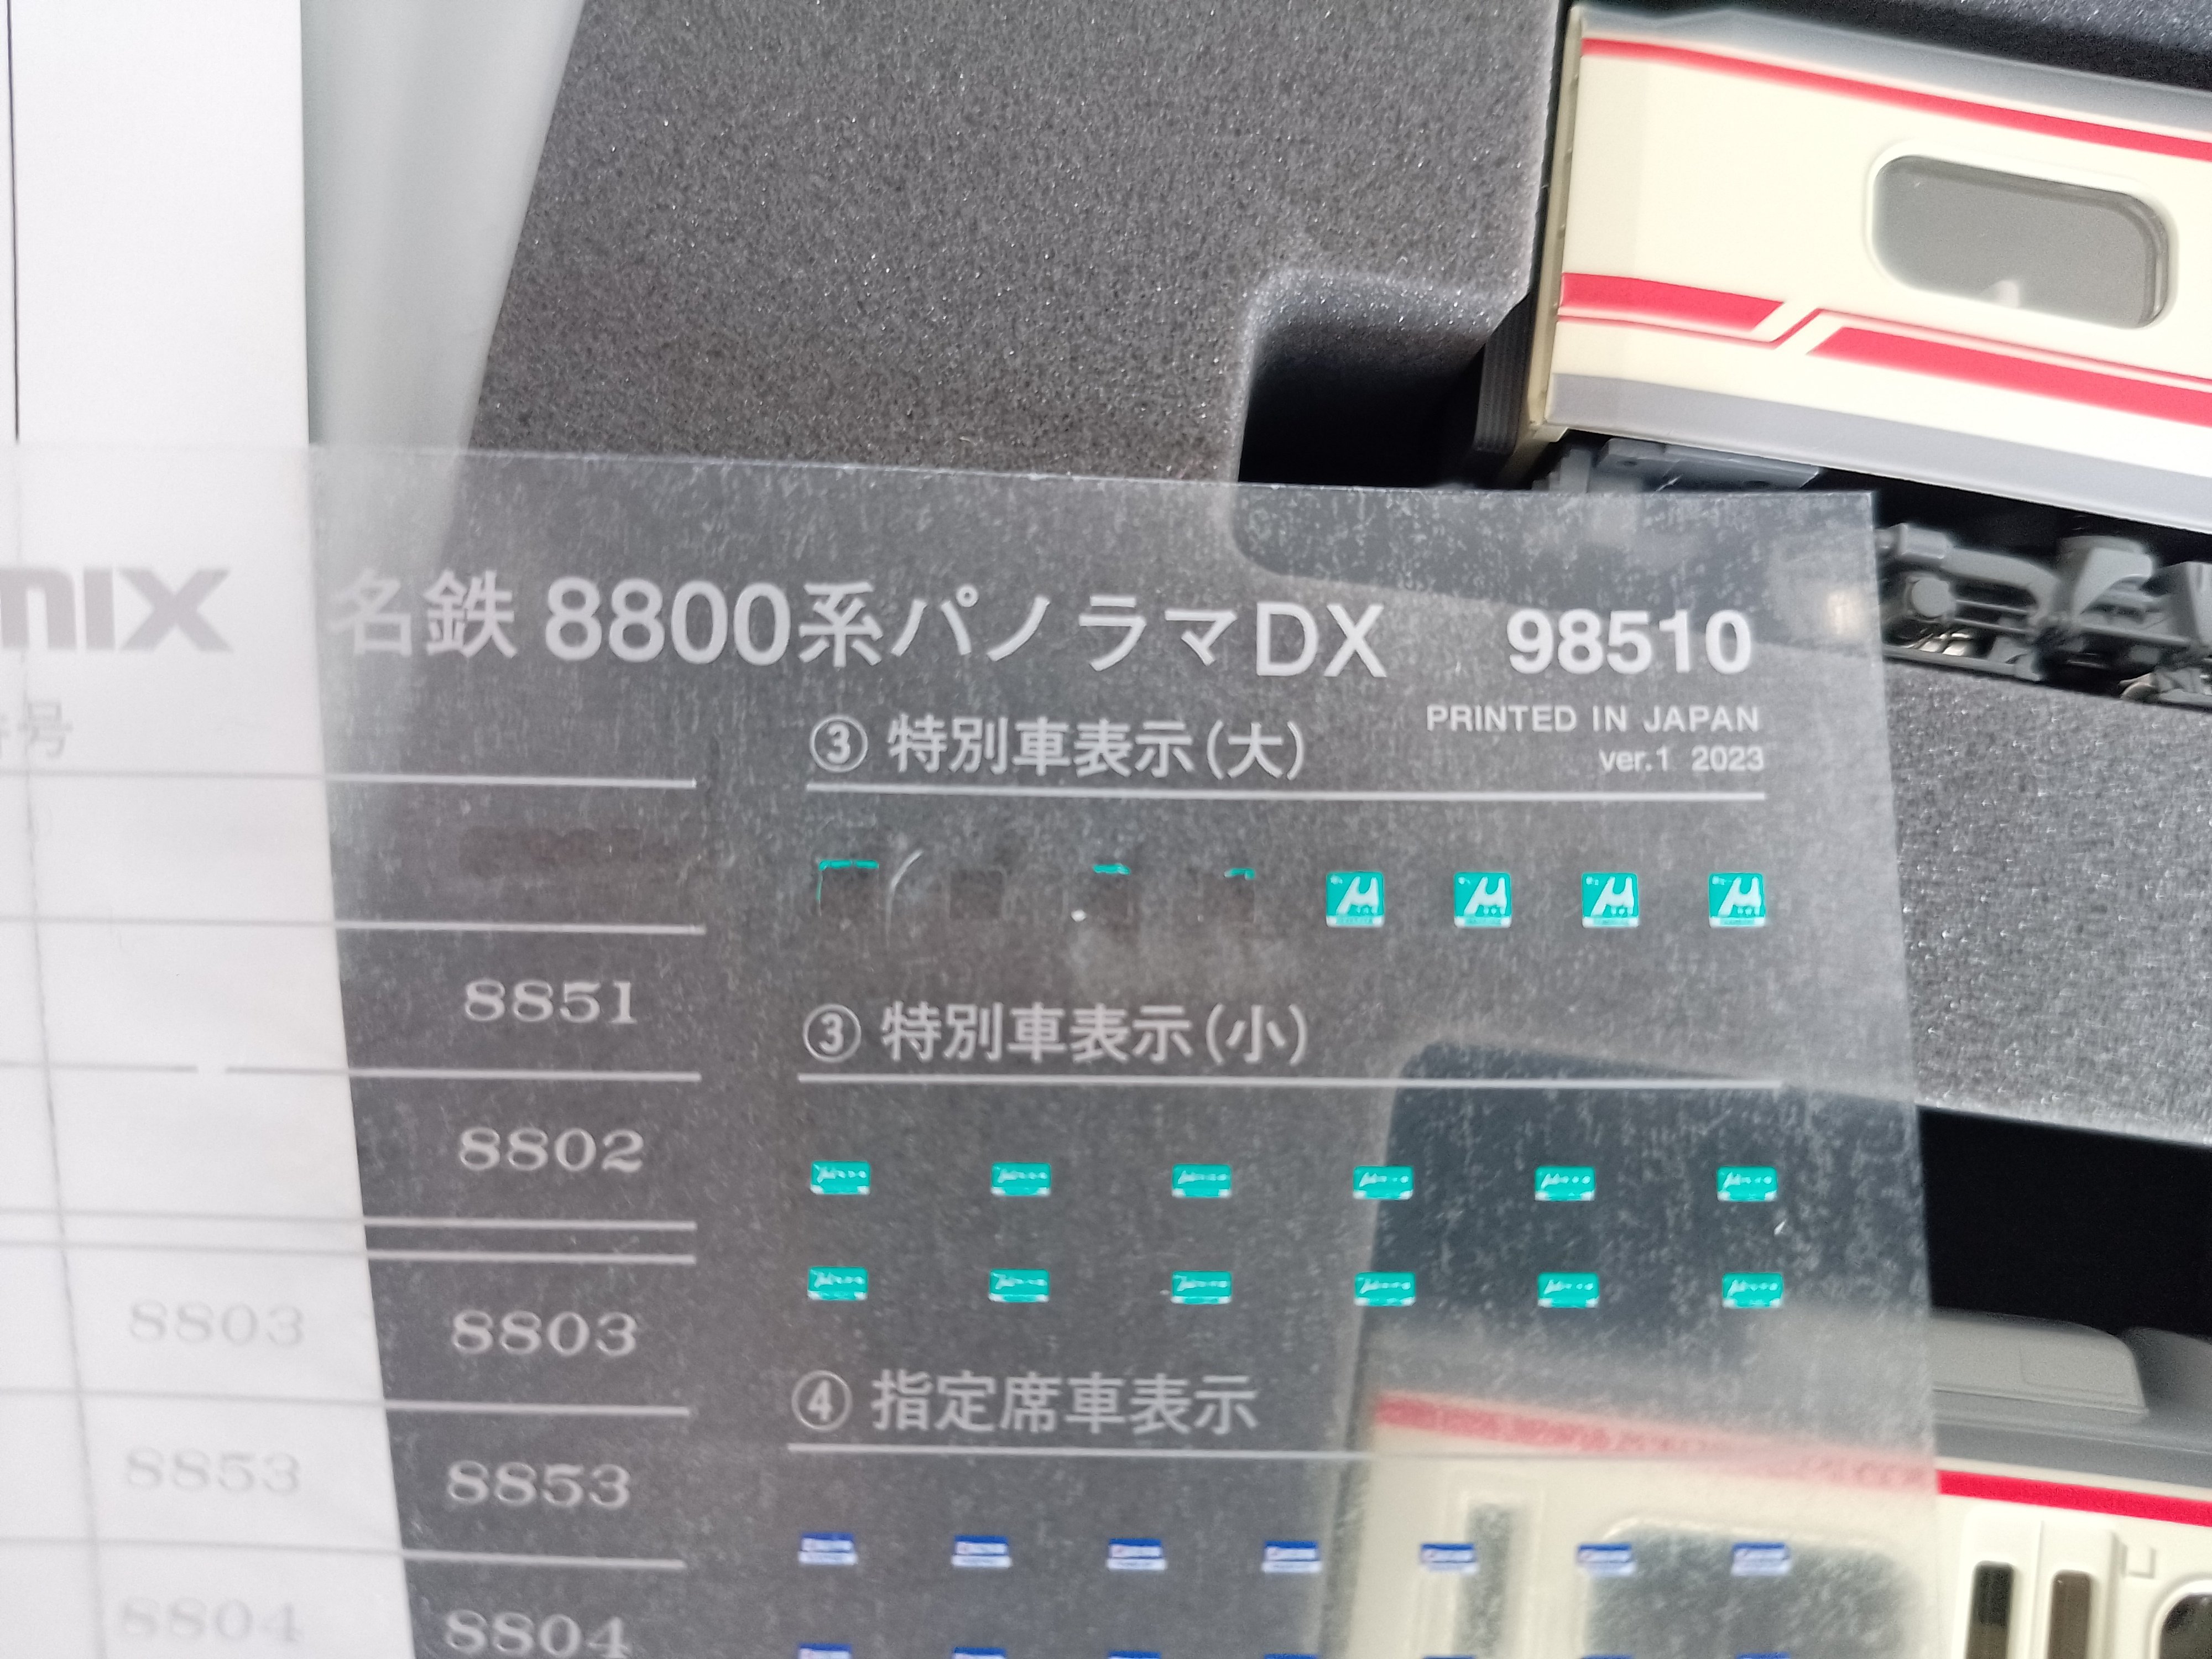 名鉄 8800系パノラマDX 98510
PRINTED IN JAPAN
ver.1 2023
③ 特別車表示(大)
③ 特別車表示(小)
④ 指定席車表示
8851
8802
8803 8803
8853 8853
8804 8804